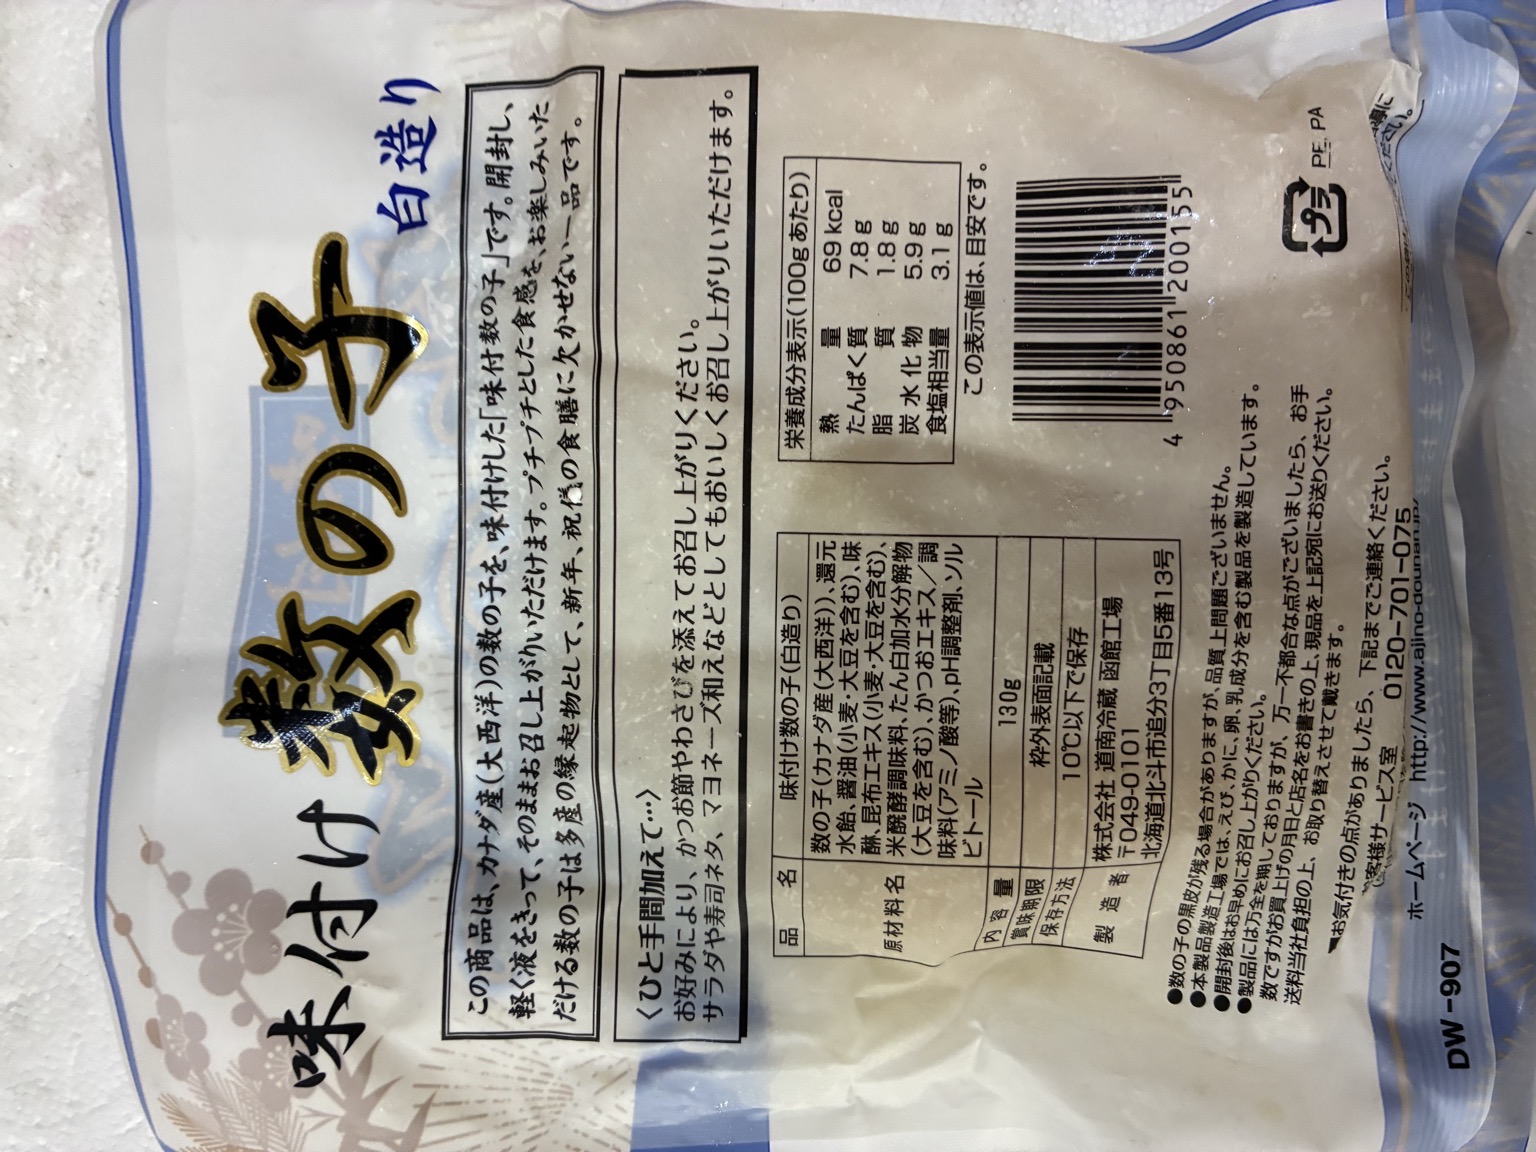 味付け 数の子 白造り
この商品は、カナダ産(大西洋)の数の子を、味付けした「味付数の子」です。開封し、
軽く液をきって、そのままお召し上がりいただけます。プチプチとした食感を、お楽しみいた
だける数の子は多産の縁起物として、新年、祝儀の食膳に欠かせない一品です。
〈ひと手間加えて…〉
お好みにより、かつお節やわさびを添えてお召し上がりください。
サラダや寿司ネタ、マヨネーズ和えなどとしてもおいしくお召し上がりいただけます。
品名 味付け数の子(白造り)
原材料名 数の子(カナダ産(大西洋))、還元
水飴、醤油(小麦・大豆を含む)、味
醂、昆布エキス(小麦・大豆を含む)、
米醗酵調味料、たん白加水分解物
(大豆を含む)、かつおエキス/調
味料(アミノ酸等)、pH調整剤、ソル
ビトール
内容量 130g
賞味期限 枠外表面記載
保存方法 10℃以下で保存
製造者 株式会社 道南冷蔵 函館工場
〒049-0101
北海道北斗市追分3丁目5番13号
栄養成分表示(100gあたり)
熱量 69kcal
たんぱく質 7.8g
脂質 1.8g
炭水化物 5.9g
食塩相当量 3.1g
この表示値は、目安です。
4 950861 200155
●数の子の黒皮が残る場合がありますが、品質上問題ございません。
●本製品製造工場では、えび、かに、卵、乳成分を含む製品を製造しています。
●開封後はお早めにお召し上がりください。
●製品には万全を期しておりますが、万一不都合な点がございましたら、お手
数ですがお買上げの月日と店名をお書きの上、現品を上記宛にお送りください。
送料当社負担の上、お取り替えさせて戴きます。
お気付きの点がありましたら、下記までご連絡ください。
お客様サービス室 0120-701-075
ホームページ http://www.ajino-dounan.jp/
プラ
PE, PA
DW-907